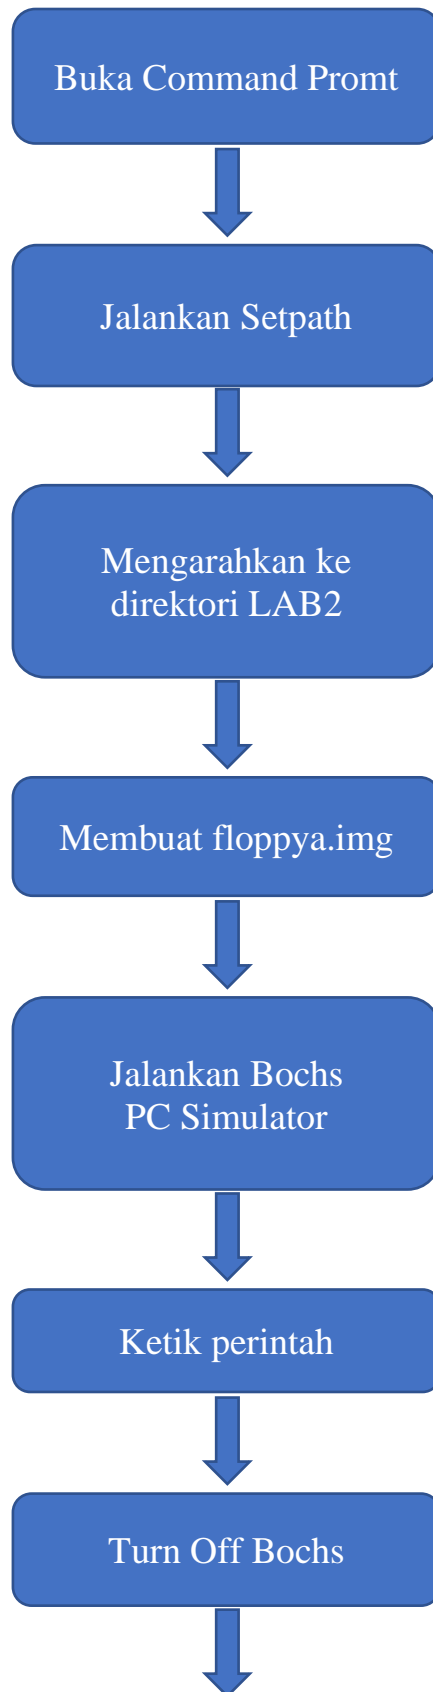 Buka Command Promt
Jalankan Setpath
Mengarahkan ke
direktori LAB2
Membuat floppya.img
Jalankan Bochs
PC Simulator
Ketik perintah
Turn Off Bochs